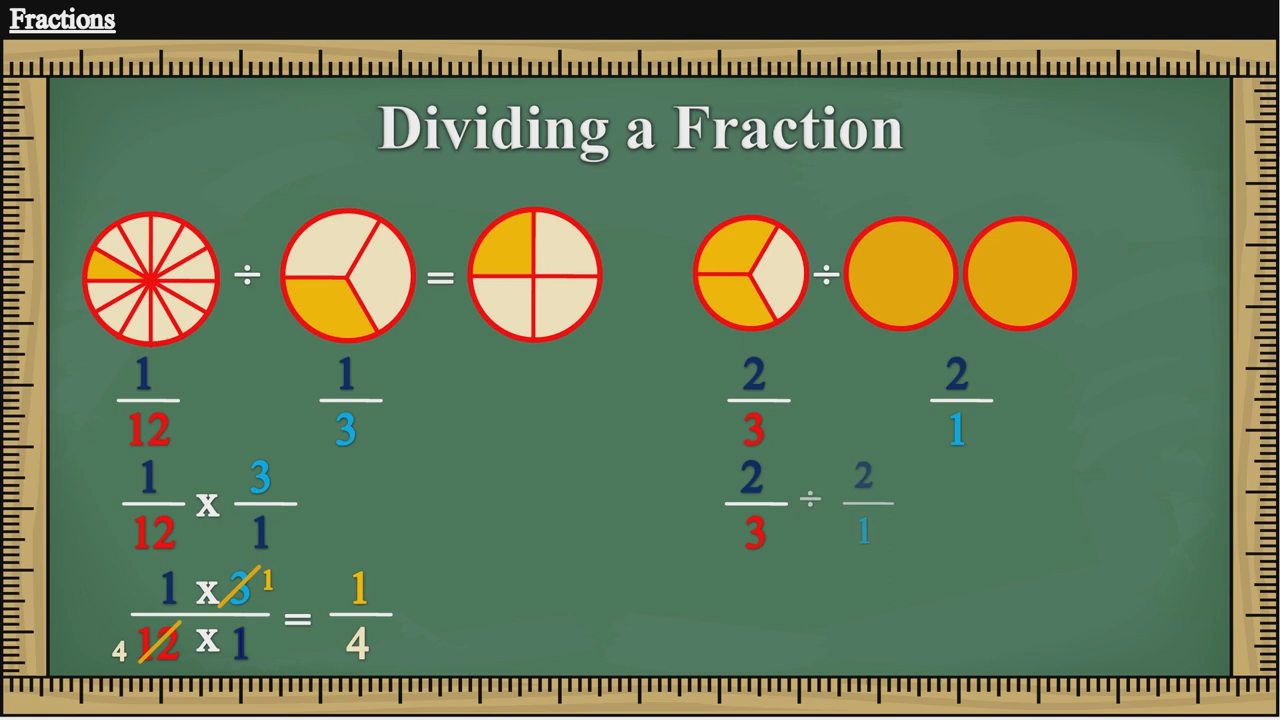 Fractions
Dividing a Fraction
÷ = ÷
1/12 1/3 2/3 2/1
1/12 x 3/1 2/3 ÷ 2/1
1 x 3 1 / 4 12 x 1 = 1/4